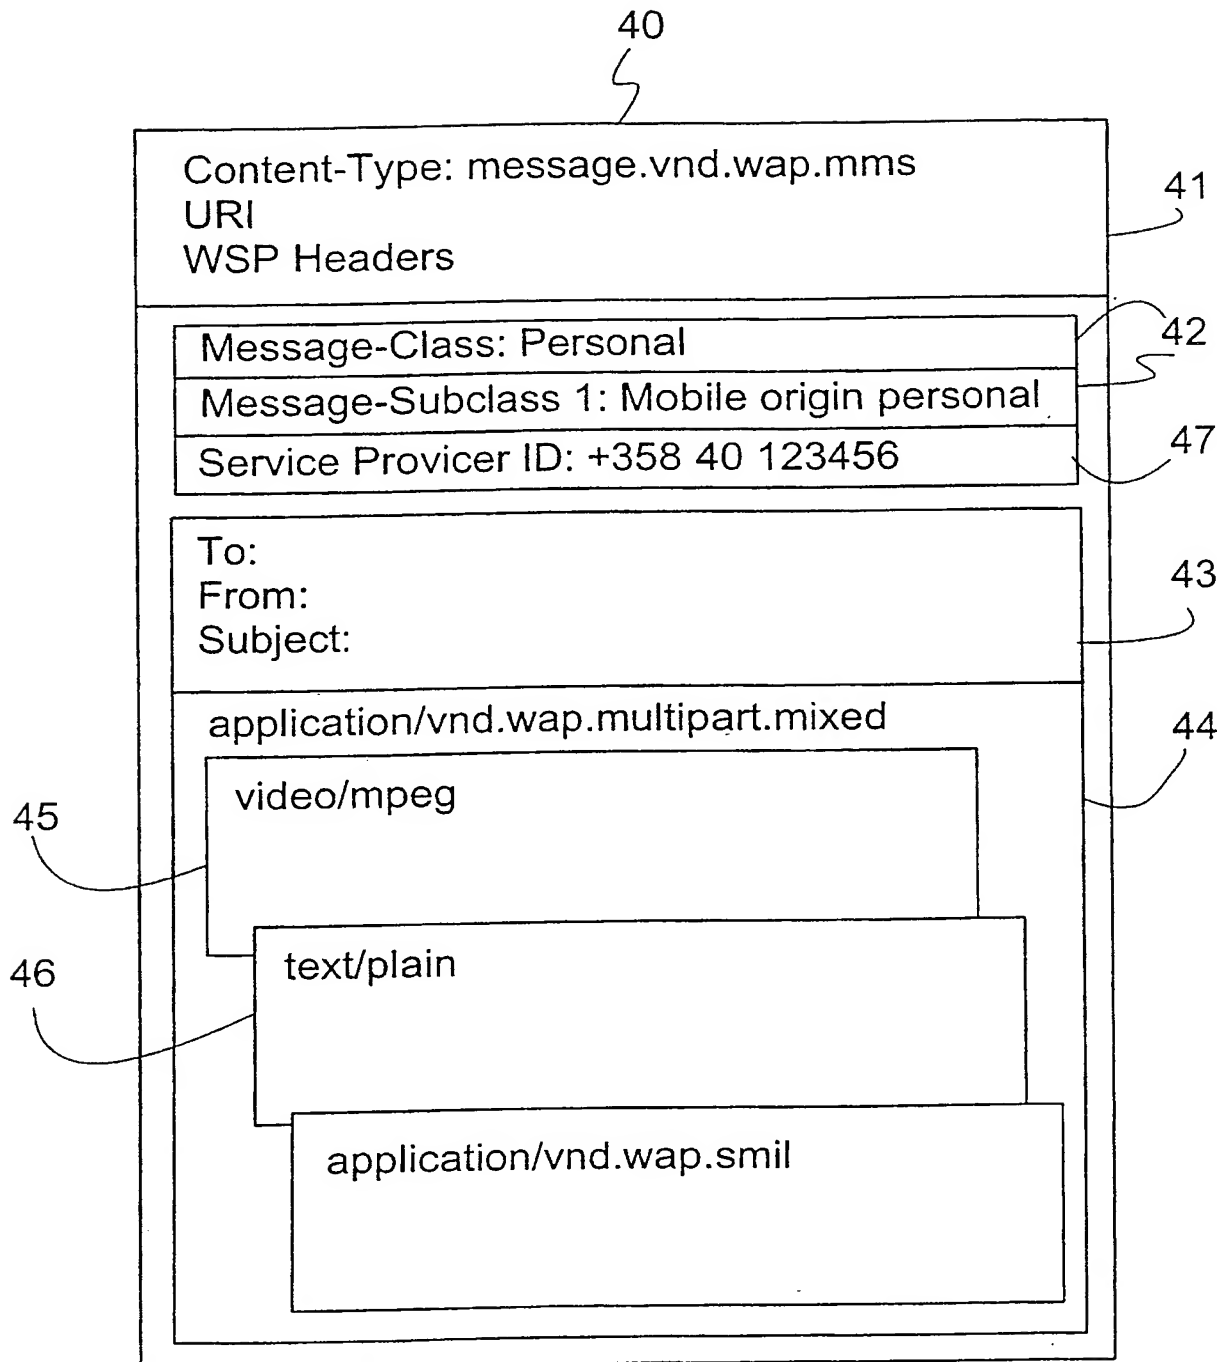 40
Content-Type: message.vnd.wap.mms
URI
WSP Headers
41
Message-Class: Personal
42
Message-Subclass 1: Mobile origin personal
Service Provicer ID: +358 40 123456
47
To:
From:
Subject:
43
application/vnd.wap.multipart.mixed
44
video/mpeg
45
text/plain
46
application/vnd.wap.smil